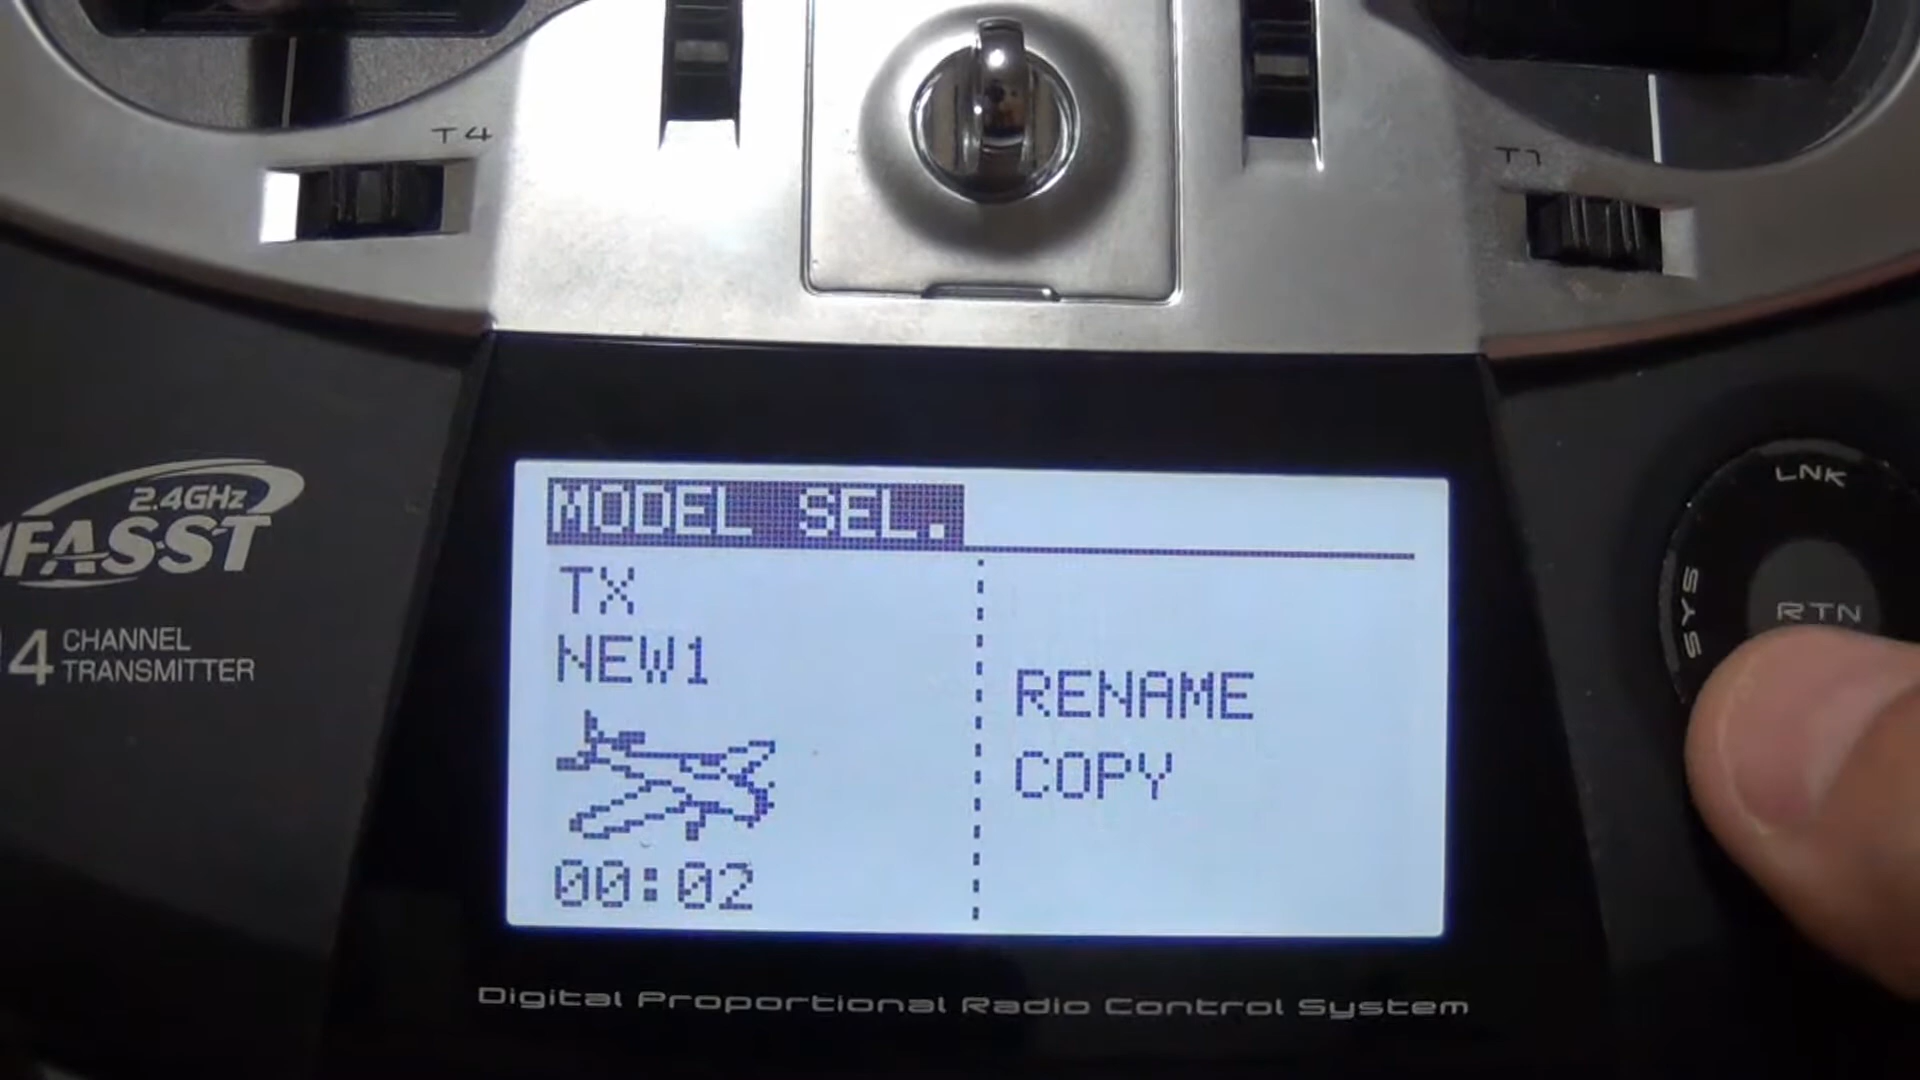 T4
T1
2.4GHz
FASST
14 CHANNEL
TRANSMITTER
LNK
SYS
RTN
MODEL SEL.
TX
NEW1
RENAME
COPY
00:02
Digital Proportional Radio Control System